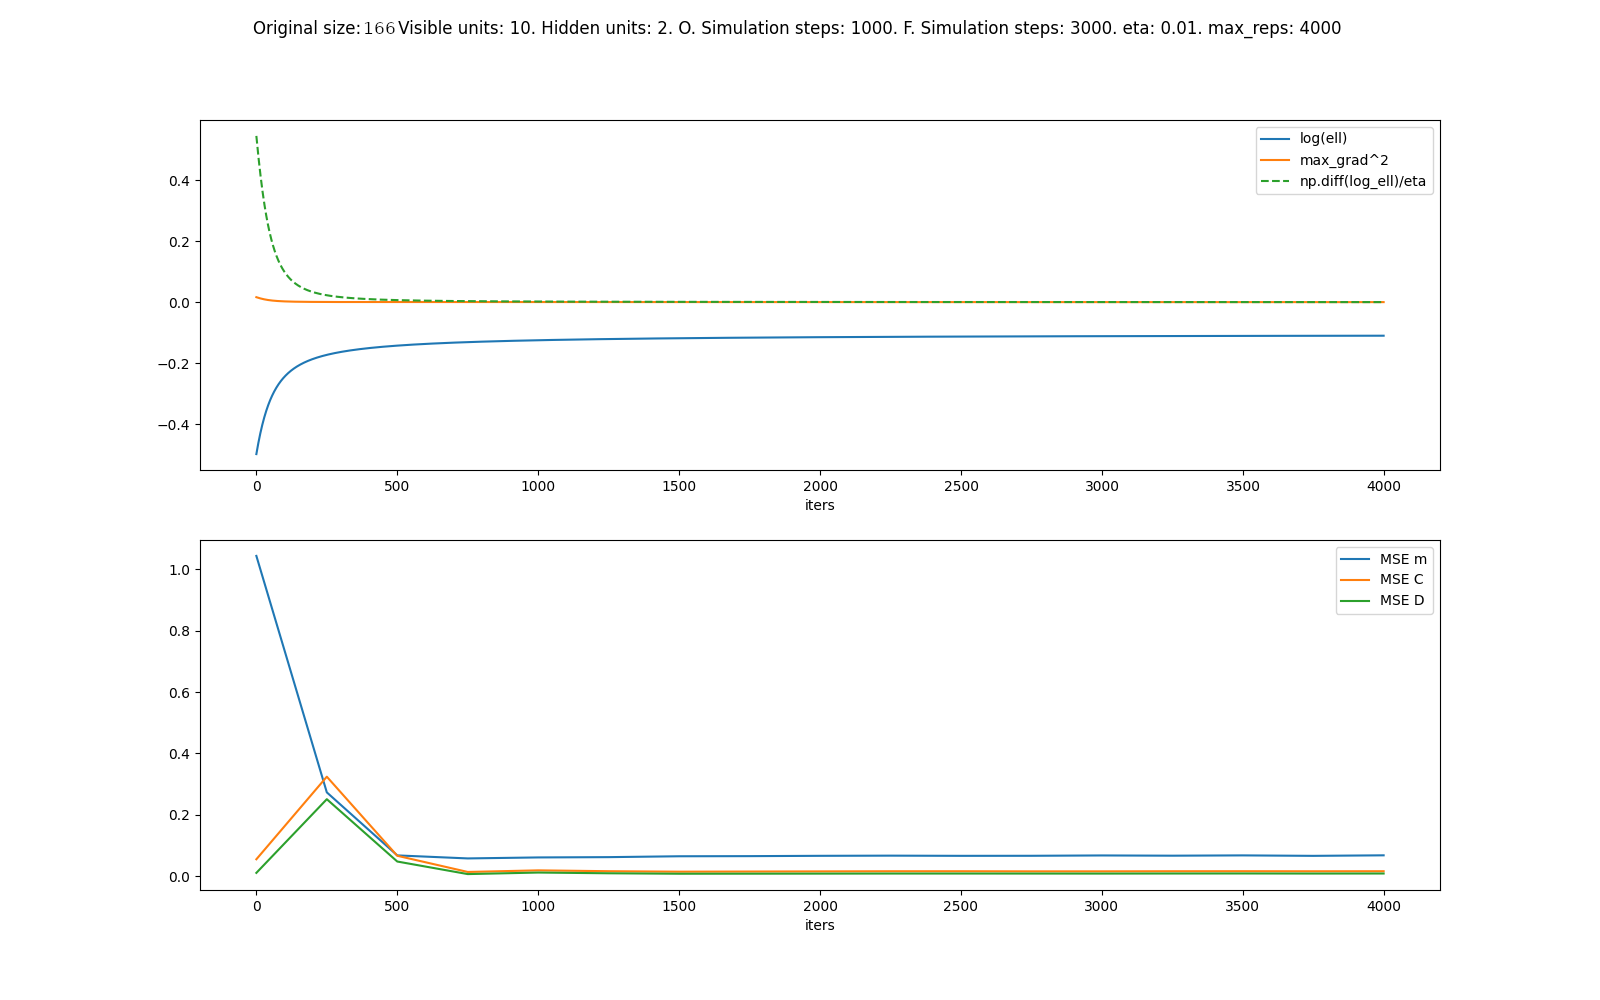 Original size: 166 Visible units: 10. Hidden units: 2. O. Simulation steps: 1000. F. Simulation steps: 3000. eta: 0.01. max_reps: 4000
log(ell)
max_grad^2
np.diff(log_ell)/eta
0.4
0.2
0.0
−0.2
−0.4
0 500 1000 1500 2000 2500 3000 3500 4000
iters
MSE m
MSE C
MSE D
1.0
0.8
0.6
0.4
0.2
0.0
0 500 1000 1500 2000 2500 3000 3500 4000
iters